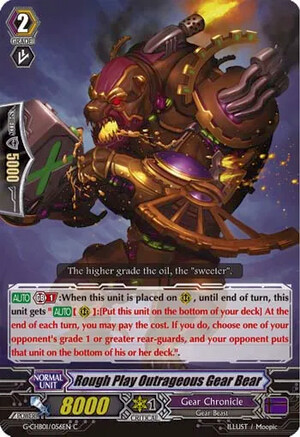 2
GRADE
5000
The higher grade the oil, the "sweeter".
AUTO GB 1 :When this unit is placed on R , until end of turn, this
unit gets "AUTO [ R ]:[Put this unit on the bottom of your deck] At the
end of each turn, you may pay the cost. If you do, choose one of your
opponent's grade 1 or greater rear-guards, and your opponent puts that
unit on the bottom of his or her deck.".
NORMAL
UNIT
Rough Play Outrageous Gear Bear
POWER
8000
1
CRITICAL
Gear Chronicle
Gear Beast
G-CHB01/056EN C
ILLUST / Moopic